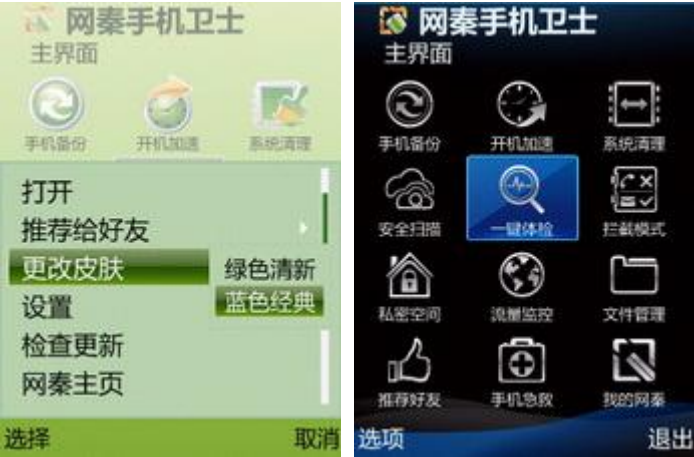 网秦手机卫士
主界面
手机备份 开机加速 系统清理
打开
推荐给好友
更改皮肤 绿色清新
设置 蓝色经典
检查更新
网秦主页
选择 取消
网秦手机卫士
主界面
手机备份 开机加速 系统清理
安全扫描 一键体检 拦截模式
私密空间 流量监控 文件管理
推荐好友 手机急救 我的网秦
选项 退出